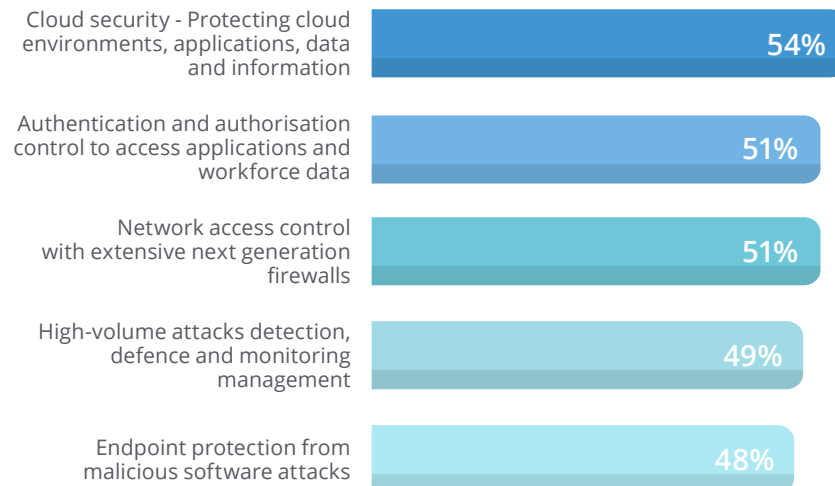 Cloud security - Protecting cloud
environments, applications, data
and information
54%
Authentication and authorisation
control to access applications and
workforce data
51%
Network access control
with extensive next generation
firewalls
51%
High-volume attacks detection,
defence and monitoring
management
49%
Endpoint protection from
malicious software attacks
48%